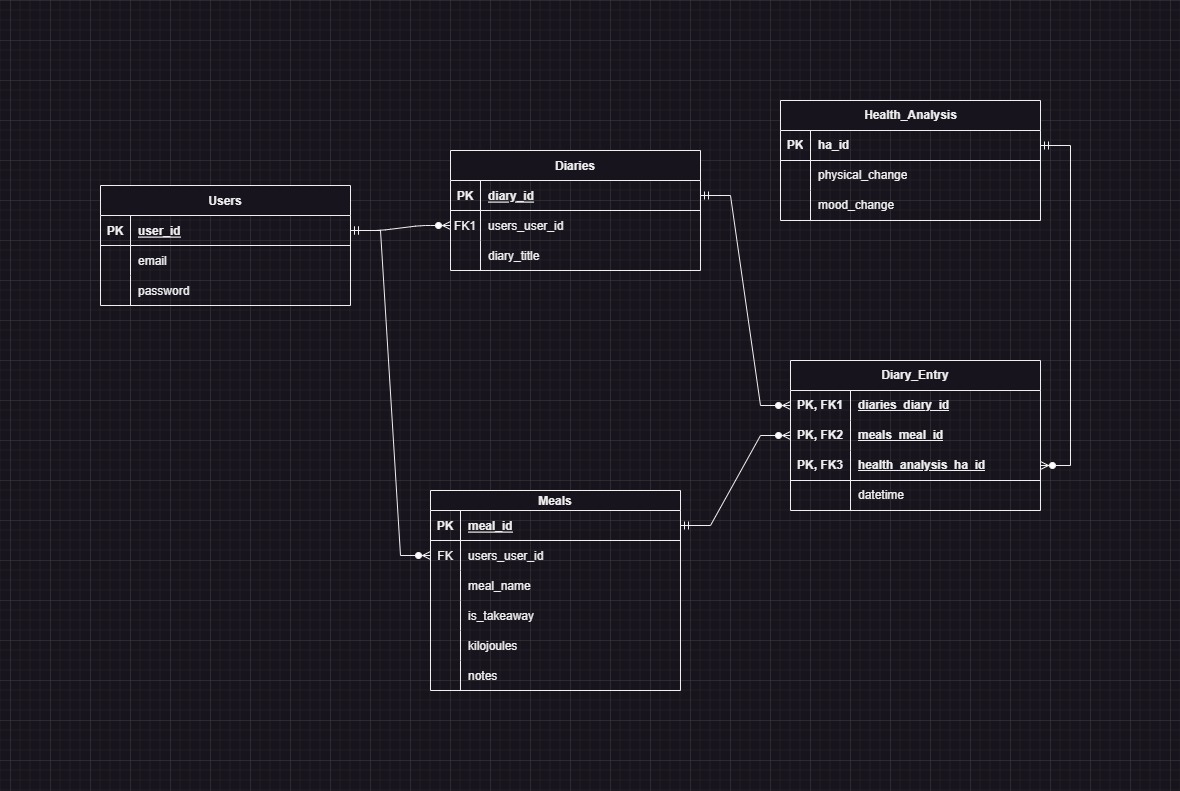 Users
PK user_id
email
password
Diaries
PK diary_id
FK1 users_user_id
diary_title
Health_Analysis
PK ha_id
physical_change
mood_change
Diary_Entry
PK, FK1 diaries_diary_id
PK, FK2 meals_meal_id
PK, FK3 health_analysis_ha_id
datetime
Meals
PK meal_id
FK users_user_id
meal_name
is_takeaway
kilojoules
notes